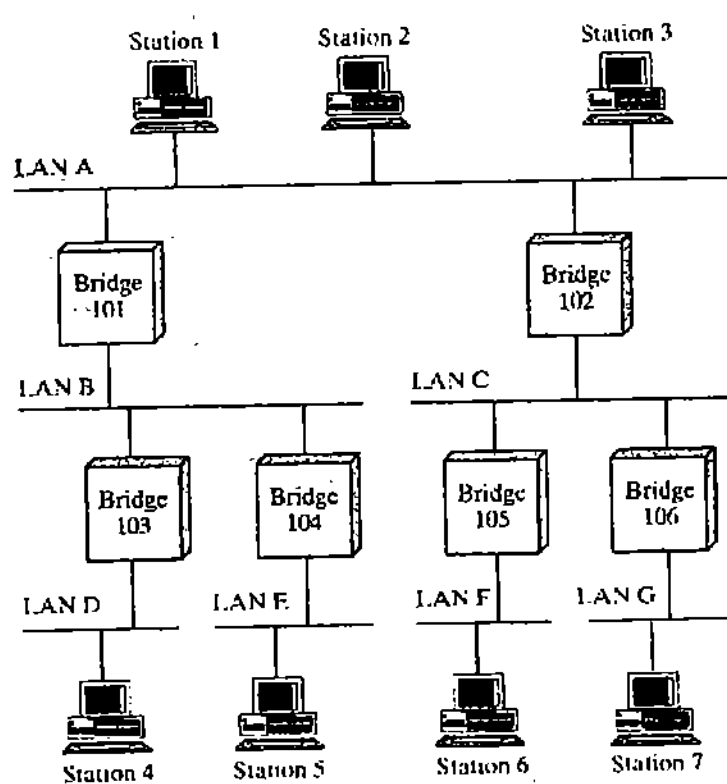 Station 1
Station 2
Station 3
LAN A
Bridge
101
Bridge
102
LAN B
LAN C
Bridge
103
Bridge
104
Bridge
105
Bridge
106
LAN D
LAN E
LAN F
LAN G
Station 4
Station 5
Station 6
Station 7